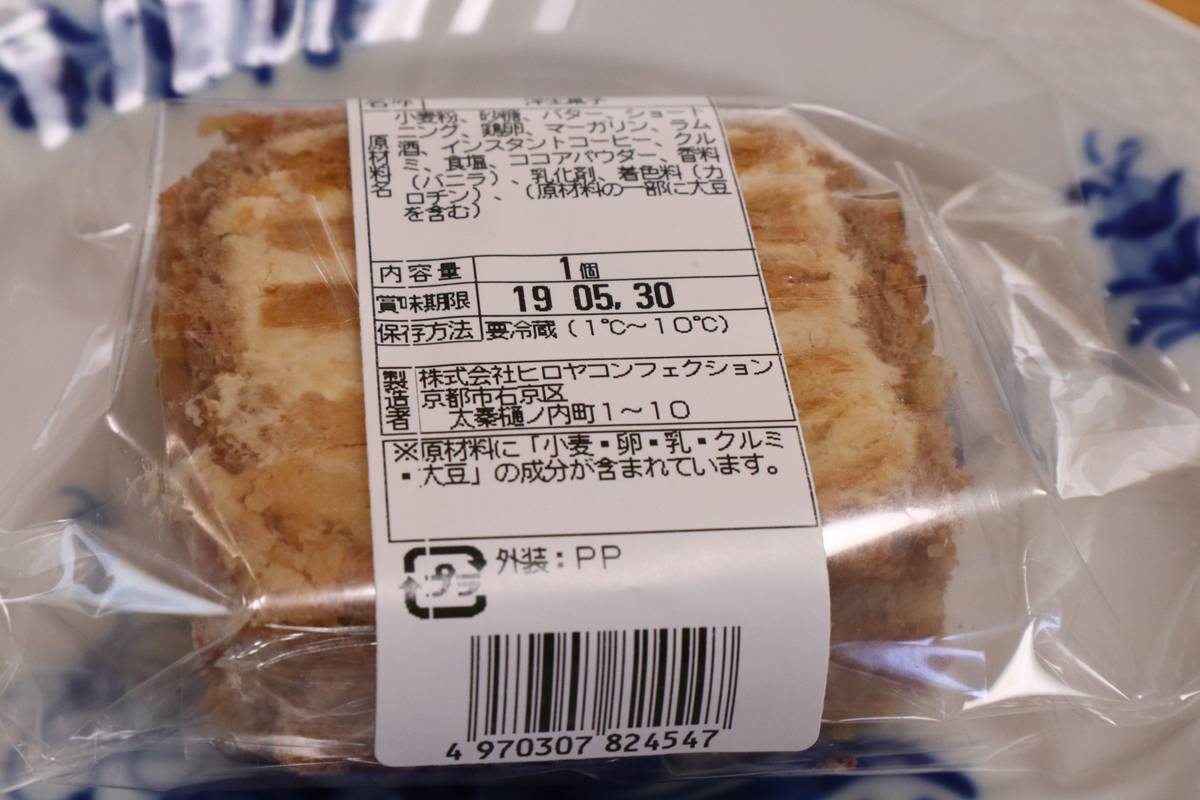 名称 洋生菓子
原材料名 小麦粉、砂糖、バター、ショート
ニング、鶏卵、マーガリン、ラム
酒、インスタントコーヒー、クル
ミ、食塩、ココアパウダー、香料
（バニラ）、乳化剤、着色料（カ
ロチン）、（原材料の一部に大豆
を含む）
内容量 1個
賞味期限 19 05. 30
保存方法 要冷蔵（1℃～10℃）
製造者 株式会社ヒロヤコンフェクション
京都市右京区
太秦樋ノ内町1～10
※原材料に「小麦・卵・乳・クルミ
・大豆」の成分が含まれています。
プラ 外装：PP
4 970307 824547